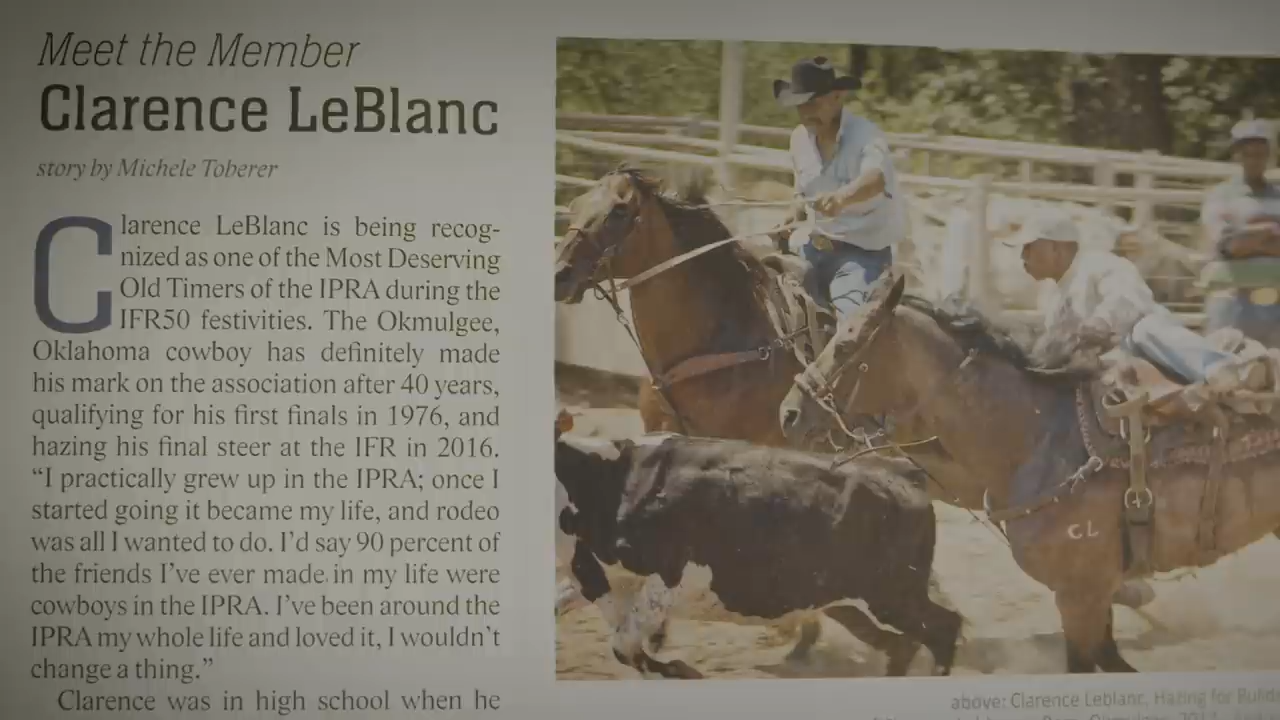 Meet the Member
Clarence LeBlanc
story by Michele Toberer
Clarence LeBlanc is being recog-
nized as one of the Most Deserving
Old Timers of the IPRA during the
IFR50 festivities. The Okmulgee,
Oklahoma cowboy has definitely made
his mark on the association after 40 years,
qualifying for his first finals in 1976, and
hazing his final steer at the IFR in 2016.
“I practically grew up in the IPRA; once I
started going it became my life, and rodeo
was all I wanted to do. I’d say 90 percent of
the friends I’ve ever made in my life were
cowboys in the IPRA. I’ve been around the
IPRA my whole life and loved it, I wouldn’t
change a thing.”
Clarence was in high school when he
CL
above: Clarence Leblanc, Hazing for